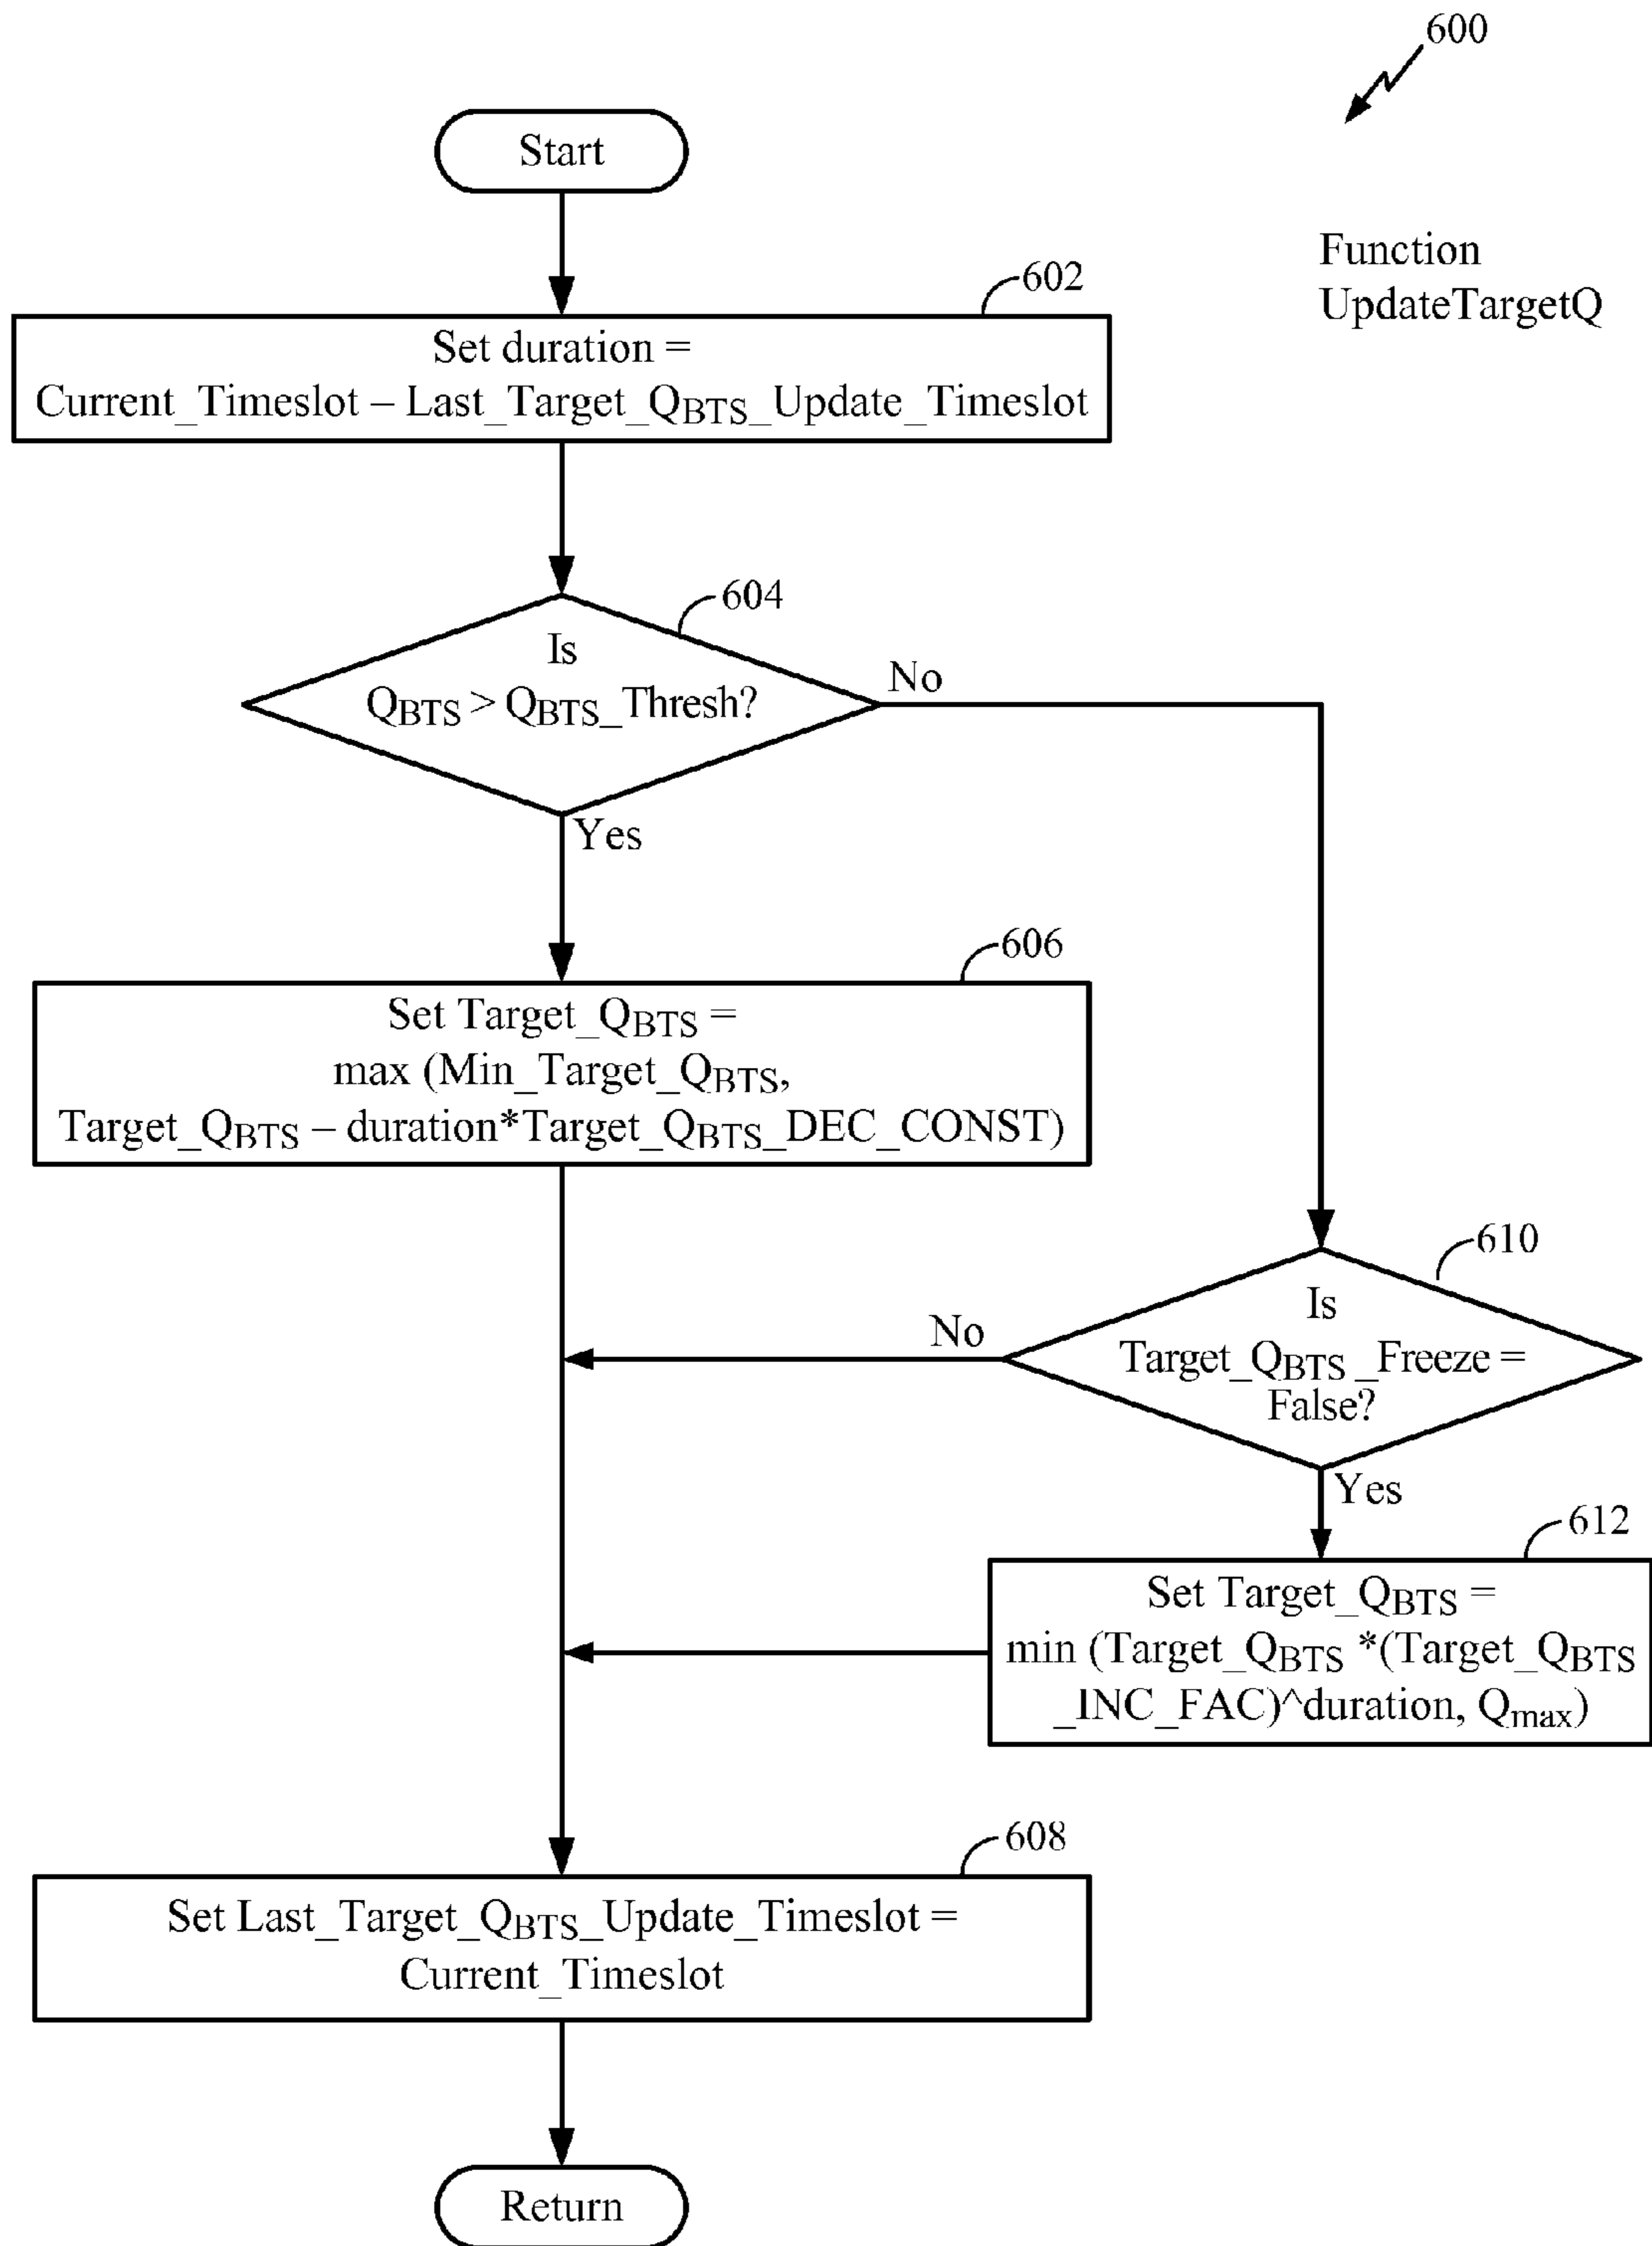 600
Start
Function
UpdateTargetQ
602
Set duration =
Current_Timeslot – Last_Target_QBTS_Update_Timeslot
604
Is
QBTS > QBTS_Thresh?
No
Yes
606
Set Target_QBTS =
max (Min_Target_QBTS,
Target_QBTS – duration*Target_QBTS_DEC_CONST)
610
Is
Target_QBTS_Freeze =
False?
No
Yes
612
Set Target_QBTS =
min (Target_QBTS *(Target_QBTS
_INC_FAC)^duration, Qmax)
608
Set Last_Target_QBTS_Update_Timeslot =
Current_Timeslot
Return